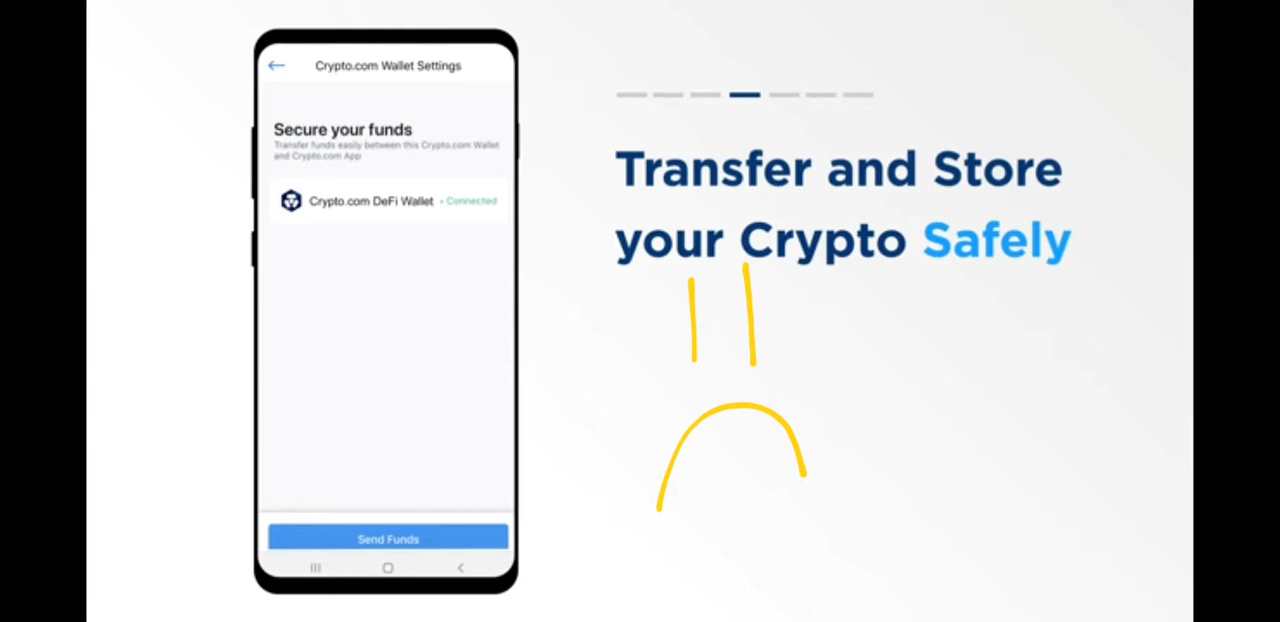 Crypto.com Wallet Settings
Secure your funds
Transfer funds easily between this Crypto.com Wallet
and Crypto.com App
Crypto.com DeFi Wallet • Connected
Send Funds
Transfer and Store
your Crypto Safely